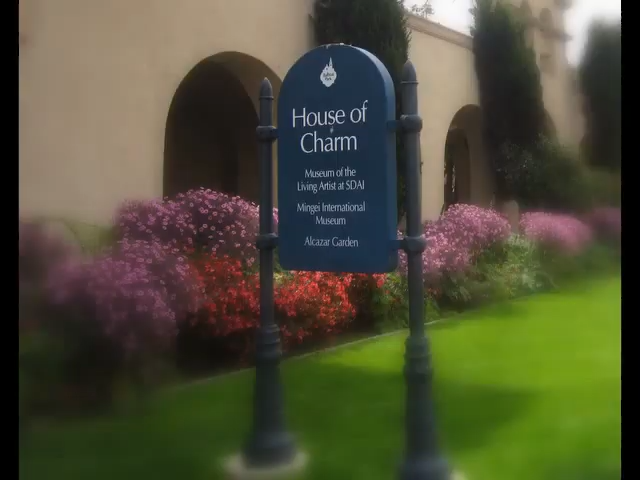 House of
Charm
Museum of the
Living Artist at SDAI
Mingei International
Museum
Alcazar Garden